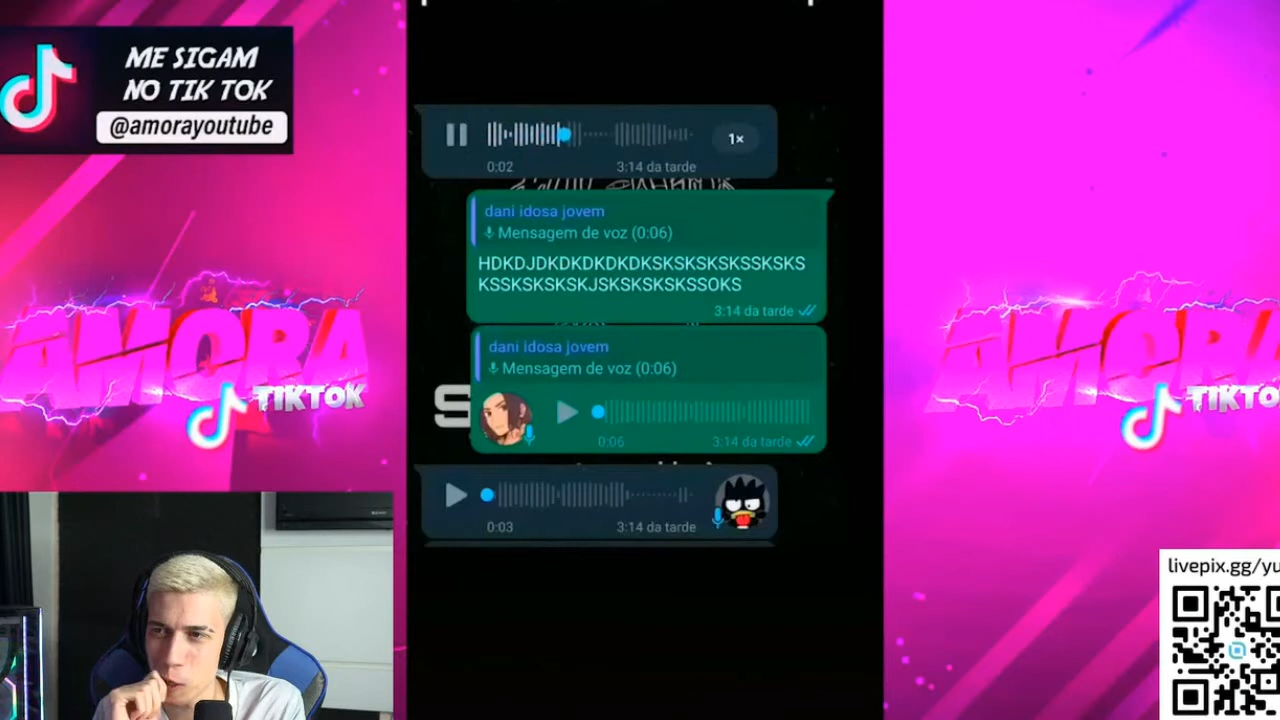 ME SIGAM
NO TIK TOK
@amorayoutube
0:02
3:14 da tarde
1×
dani idosa jovem
Mensagem de voz (0:06)
HDKDJDKDKDKDKDKSKSKSKSKSSKSKS
KSSKSKSKSKJSKSKSKSKSSOKS
3:14 da tarde
dani idosa jovem
Mensagem de voz (0:06)
0:06
3:14 da tarde
0:03
3:14 da tarde
AMORA
TIKTOK
AMORA
TIKTO
livepix.gg/yu